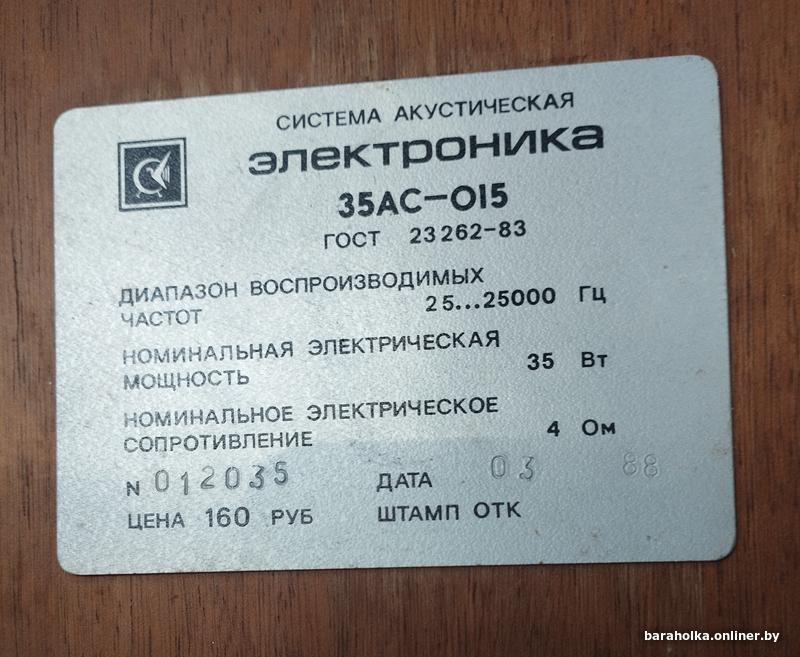 СИСТЕМА АКУСТИЧЕСКАЯ
электроника
35АС–015
ГОСТ 23262-83
ДИАПАЗОН ВОСПРОИЗВОДИМЫХ
ЧАСТОТ 25...25000 Гц
НОМИНАЛЬНАЯ ЭЛЕКТРИЧЕСКАЯ
МОЩНОСТЬ 35 Вт
НОМИНАЛЬНОЕ ЭЛЕКТРИЧЕСКОЕ
СОПРОТИВЛЕНИЕ 4 Ом
N 012035 ДАТА 03 88
ЦЕНА 160 РУБ ШТАМП ОТК
baraholka.onliner.by